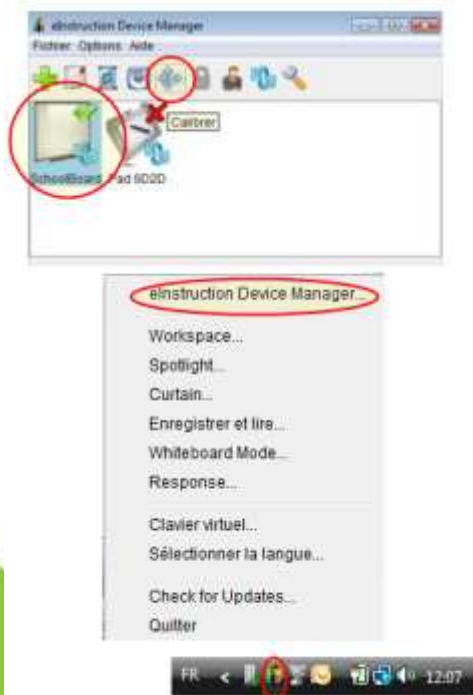 eInstruction Device Manager
Fichier Options Aide
Calibrer
SchoolBoard Pad 6D2D
eInstruction Device Manager...
Workspace...
Spotlight...
Curtain...
Enregistrer et lire...
Whiteboard Mode...
Response...
Clavier virtuel...
Sélectionner la langue...
Check for Updates...
Quitter
FR < 12:07